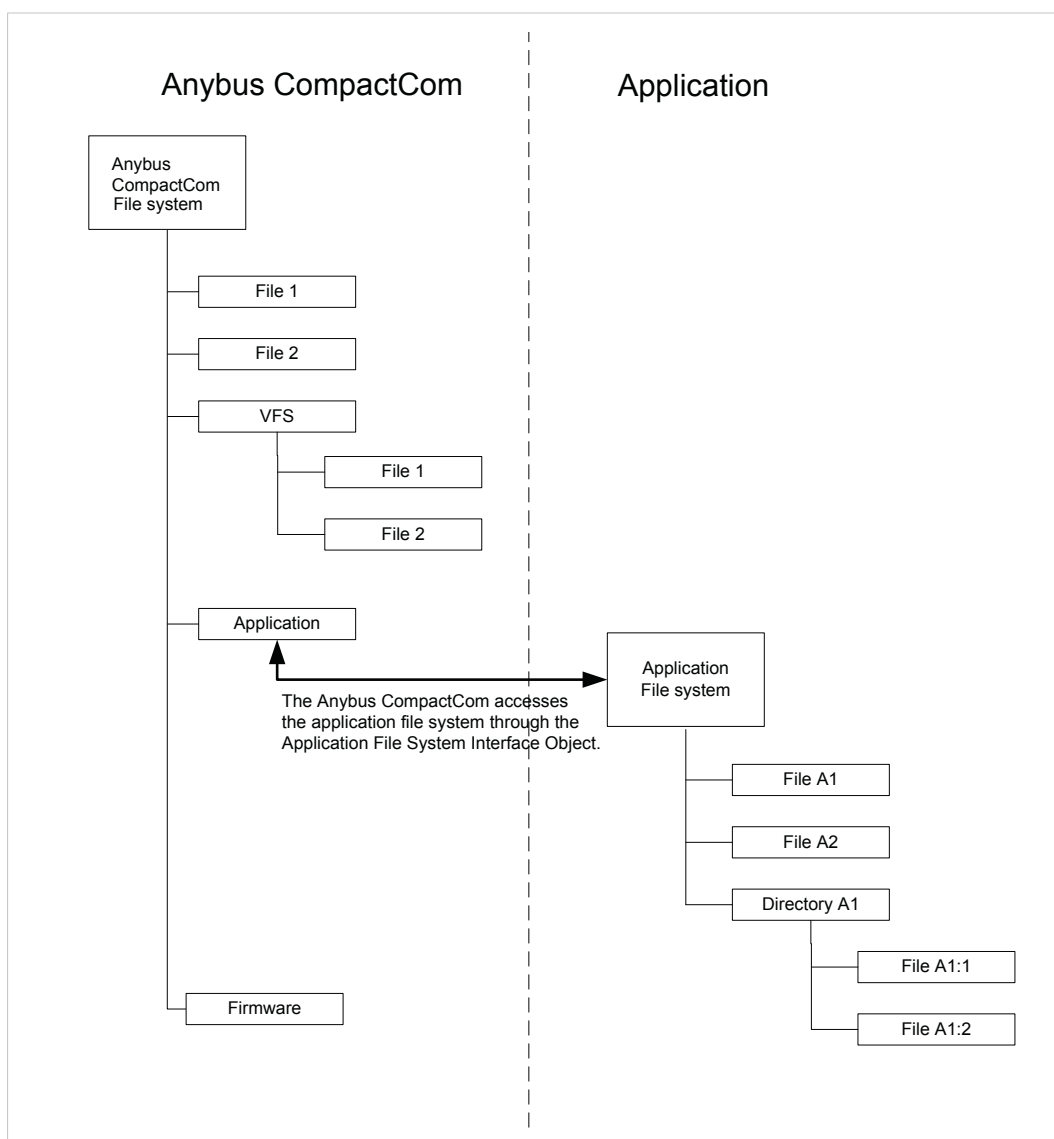 Anybus CompactCom
Application
Anybus
CompactCom
File system
File 1
File 2
VFS
File 1
File 2
Application
The Anybus CompactCom accesses
the application file system through the
Application File System Interface Object.
Application
File system
File A1
File A2
Directory A1
File A1:1
File A1:2
Firmware